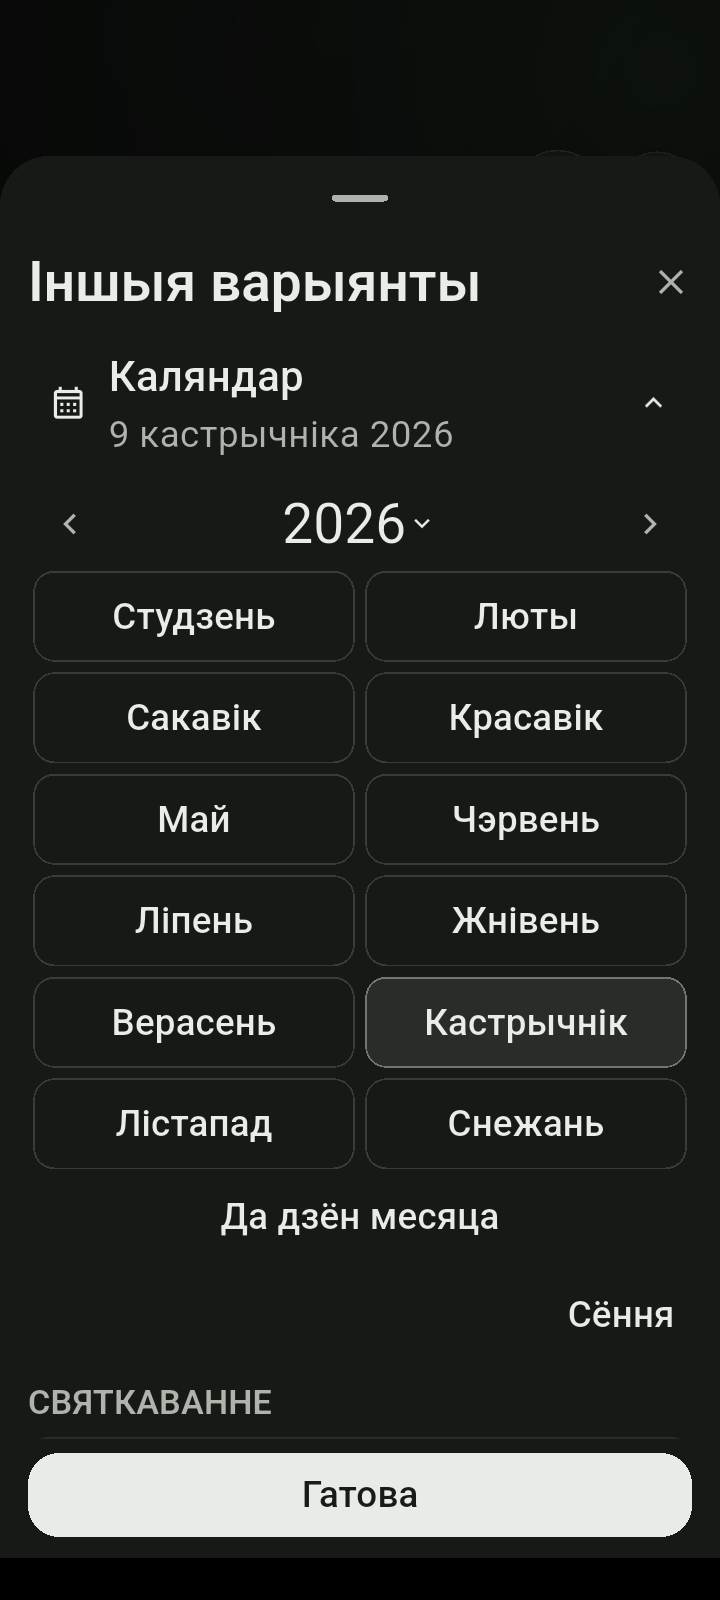 Іншыя варыянты
Каляндар
9 кастрычніка 2026
2026
Студзень
Люты
Сакавік
Красавік
Май
Чэрвень
Ліпень
Жнівень
Верасень
Кастрычнік
Лістапад
Снежань
Да дзён месяца
Сёння
СВЯТКАВАННЕ
Гатова